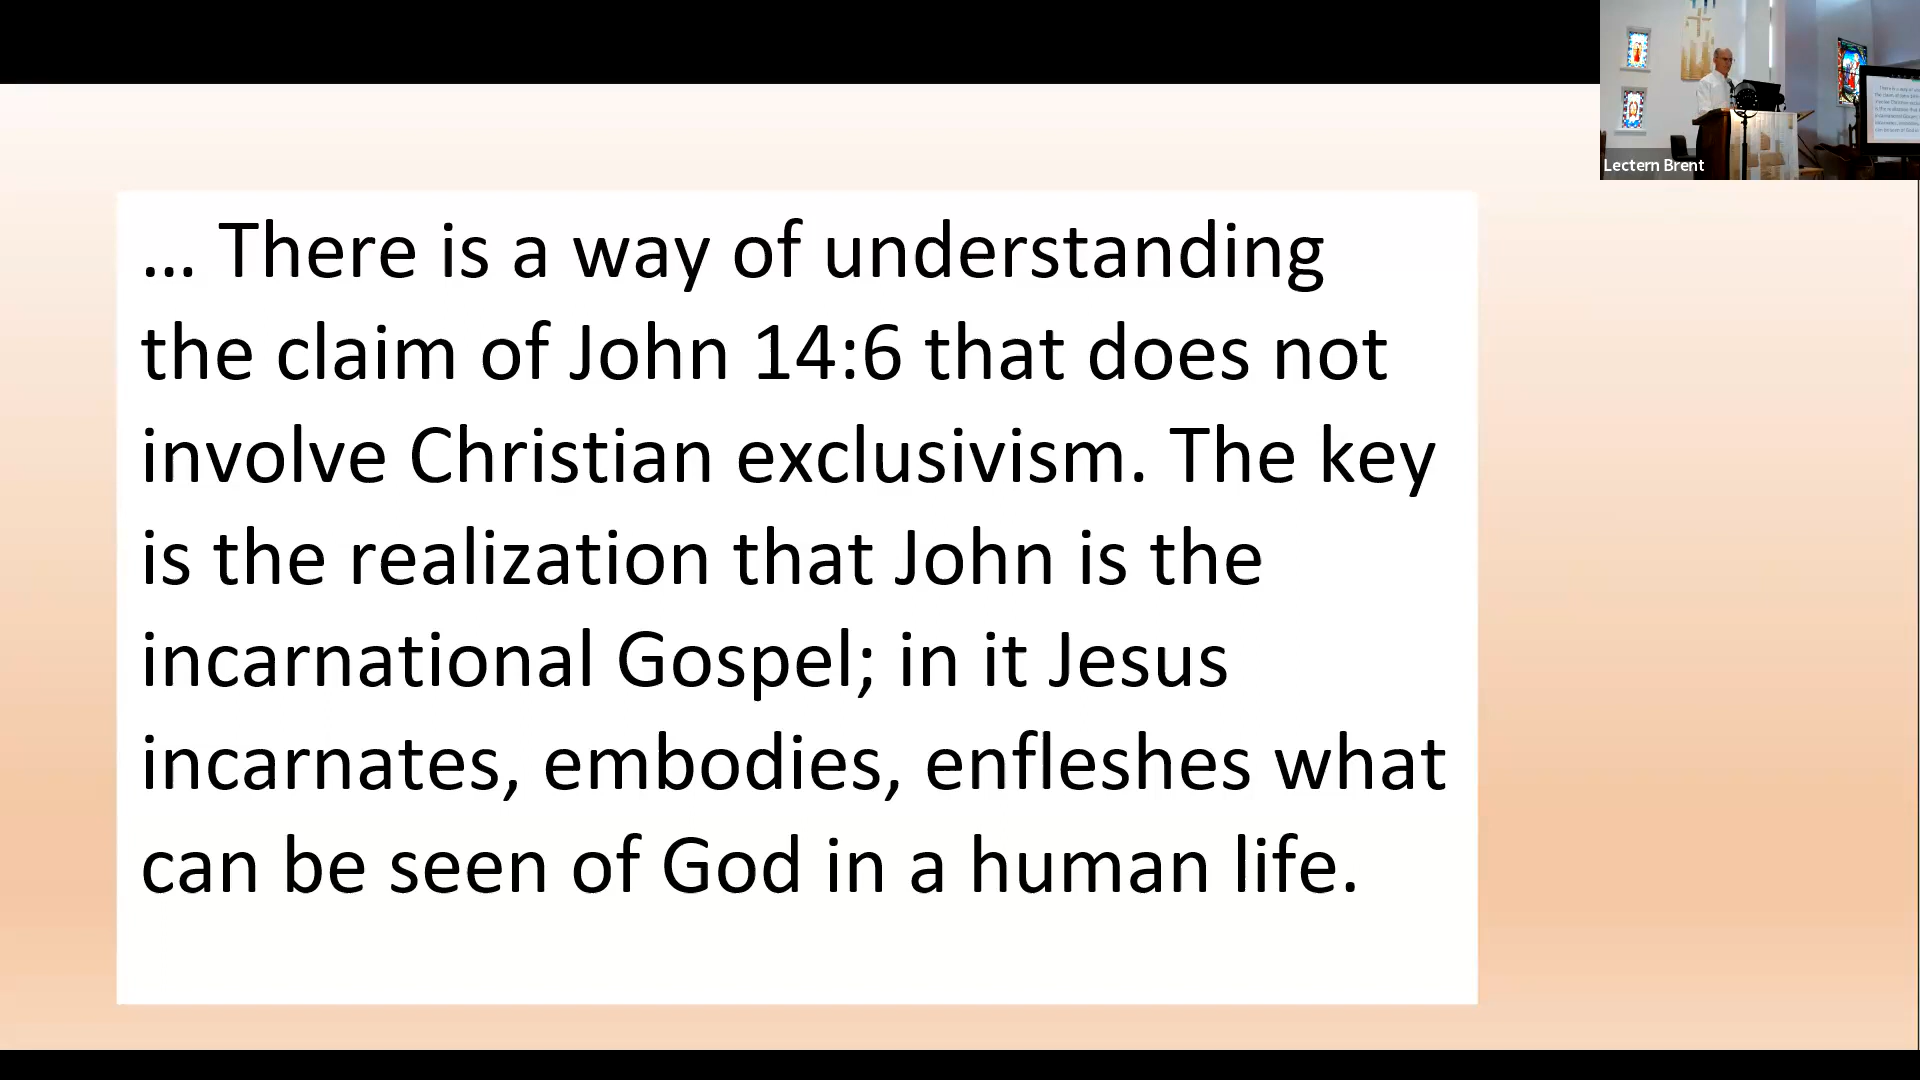 Lectern Brent
... There is a way of understanding
the claim of John 14:6 that does not
involve Christian exclusivism. The key
is the realization that John is the
incarnational Gospel; in it Jesus
incarnates, embodies, enfleshes what
can be seen of God in a human life.